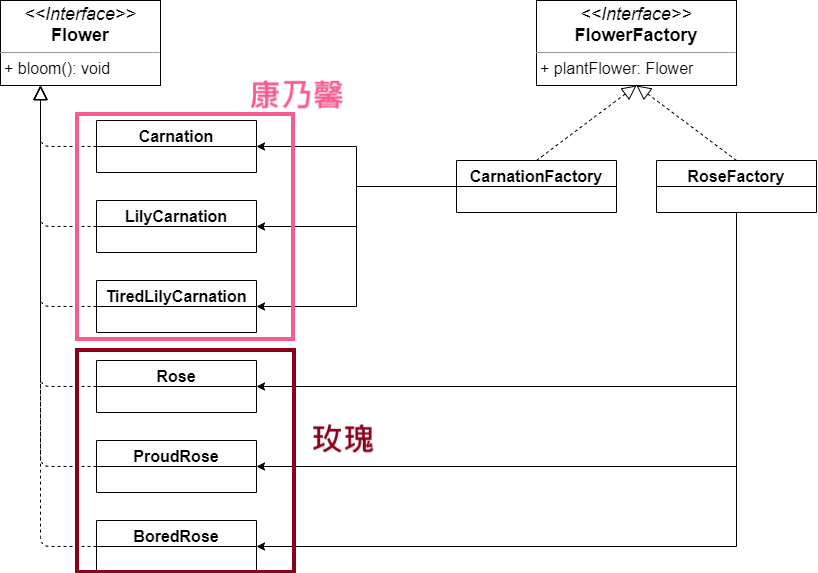 <<Interface>>
Flower
+ bloom(): void
<<Interface>>
FlowerFactory
+ plantFlower: Flower
康乃馨
Carnation
CarnationFactory
RoseFactory
LilyCarnation
TiredLilyCarnation
Rose
玫瑰
ProudRose
BoredRose